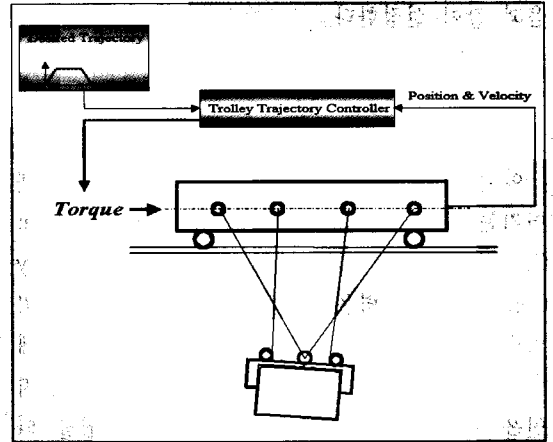 Desired Trajectory
Trolley Trajectory Controller
Position & Velocity
Torque